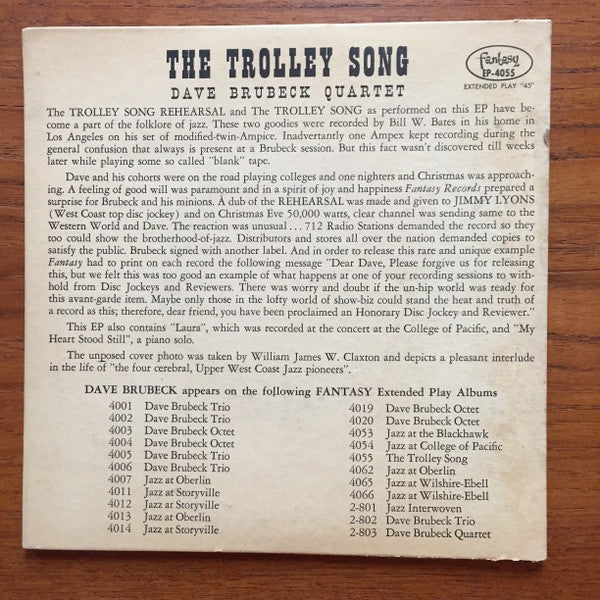 THE TROLLEY SONG
DAVE BRUBECK QUARTET
Fantasy
EP-4055
EXTENDED PLAY "45"
The TROLLEY SONG REHEARSAL and The TROLLEY SONG as performed on this EP have be-
come a part of the folklore of jazz. These two goodies were recorded by Bill W. Bates in his home in
Los Angeles on his set of modified-twin-Ampice. Inadvertently one Ampex kept recording during the
general confusion that always is present at a Brubeck session. But this fact wasn't discovered till weeks
later while playing some so called "blank" tape.
Dave and his cohorts were on the road playing colleges and one nighters and Christmas was approach-
ing. A feeling of good will was paramount and in a spirit of joy and happiness Fantasy Records prepared a
surprise for Brubeck and his minions. À dub of the REHEARSAL was made and given to JIMMY LYONS
(West Coast top disc jockey) and on Christmas Eve 50,000 watts, clear channel was sending same to the
Western World and Dave. The reaction was unusual . . . 712 Radio Stations demanded the record so they
too could show the brotherhood-of-jazz. Distributors and stores all over the nation demanded copies to
satisfy the public. Brubeck signed with another label. And in order to release this rare and unique example
Fantasy had to print on each record the following message "Dear Dave, Please forgive us for releasing
this, but we felt this was too good an example of what happens at one of your recording sessions to with-
hold from Disc Jockeys and Reviewers. There was worry and doubt if the un-hip world was ready for
this avant-garde item. Maybe only those in the lofty world of show-biz could stand the heat and truth of
a record as this; therefore, dear friend, you have been proclaimed an Honorary Disc Jockey and Reviewer."
This EP also contains "Laura", which was recorded at the concert at the College of Pacific, and "My
Heart Stood Still", a piano solo.
The unposed cover photo was taken by William James W. Claxton and depicts a pleasant interlude
in the life of "the four cerebral, Upper West Coast Jazz pioneers".
DAVE BRUBECK appears on the following FANTASY Extended Play Albums
4001 Dave Brubeck Trio
4002 Dave Brubeck Trio
4003 Dave Brubeck Octet
4004 Dave Brubeck Octet
4005 Dave Brubeck Trio
4006 Dave Brubeck Trio
4007 Jazz at Oberlin
4011 Jazz at Storyville
4012 Jazz at Storyville
4013 Jazz at Oberlin
4014 Jazz at Storyville
4019 Dave Brubeck Octet
4020 Dave Brubeck Octet
4053 Jazz at the Blackhawk
4054 Jazz at College of Pacific
4055 The Trolley Song
4062 Jazz at Oberlin
4065 Jazz at Wilshire-Ebell
4066 Jazz at Wilshire-Ebell
2-801 Jazz Interwoven
2-802 Dave Brubeck Trio
2-803 Dave Brubeck Quartet